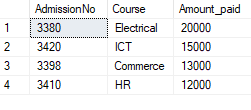 AdmissionNo Course Amount_paid
1 3380 Electrical 20000
2 3420 ICT 15000
3 3398 Commerce 13000
4 3410 HR 12000